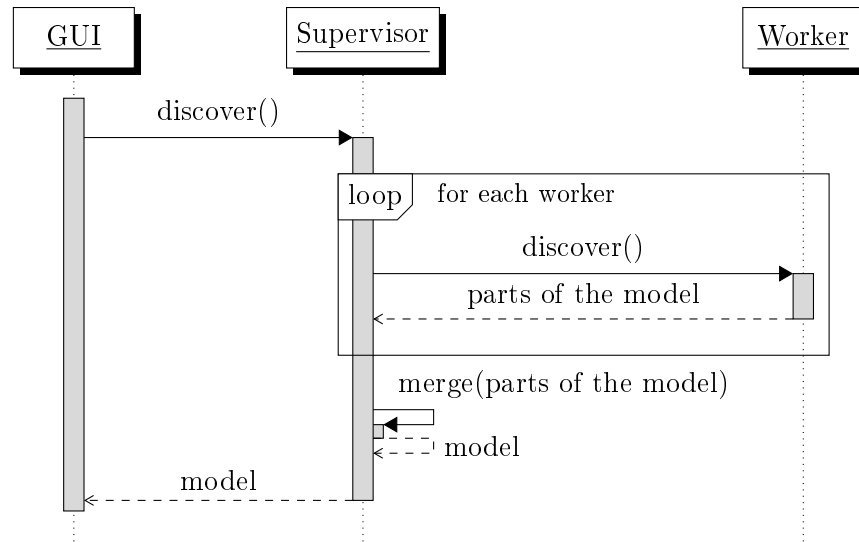 GUI
Supervisor
Worker
discover()
loop
for each worker
discover()
parts of the model
merge(parts of the model)
model
model